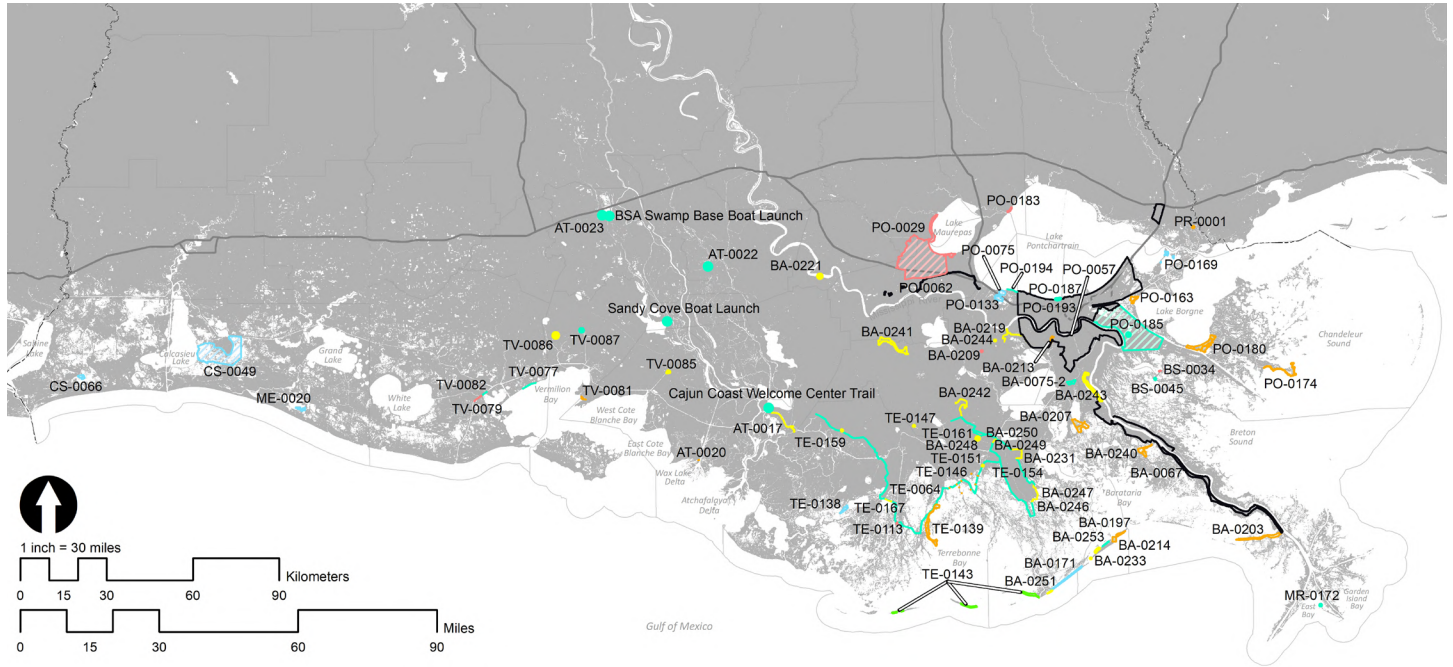 PO-0183
PO-0029
Lake
Maurepas
PR-0001
BSA Swamp Base Boat Launch
AT-0023
PO-0075
Lake
Pontchartrain
PO-0057
AT-0022
BA-0221
PO-0194
PO-0169
PO-0062
PO-0187
PO-0133
PO-0193
PO-0163
Lake Borgne
Sandy Cove Boat Launch
BA-0241
BA-0219
BA-0244
PO-0185
Chandeleur
Sound
Sabine
Lake
Calcasieu
Lake
Grand
Lake
TV-0086
TV-0087
BA-0209
PO-0180
CS-0049
TV-0085
BA-0213
BS-0034
CS-0066
TV-0082
TV-0077
BA-0075-2
BS-0045
PO-0174
White
Lake
Vermilion
Bay
TV-0081
Cajun Coast Welcome Center Trail
BA-0242
BA-0243
ME-0020
TV-0079
West Cote
Blanche Bay
AT-0017
TE-0147
BA-0207
TE-0159
TE-0161
BA-0250
Breton
Sound
East Cote
Blanche Bay
BA-0248
BA-0249
AT-0020
TE-0151
BA-0231
BA-0240
BA-0067
Wax Lake
Delta
TE-0146
TE-0154
TE-0064
BA-0247
Barataria
Bay
Atchafalaya
Delta
TE-0138
TE-0167
BA-0246
TE-0113
TE-0139
BA-0197
BA-0203
BA-0253
BA-0214
Terrebonne
Bay
BA-0171
BA-0233
TE-0143
BA-0251
MR-0172
Garden
Island
Bay
East
Bay
Gulf of Mexico
1 inch = 30 miles
Kilometers
0 15 30 60 90
Miles
0 15 30 60 90